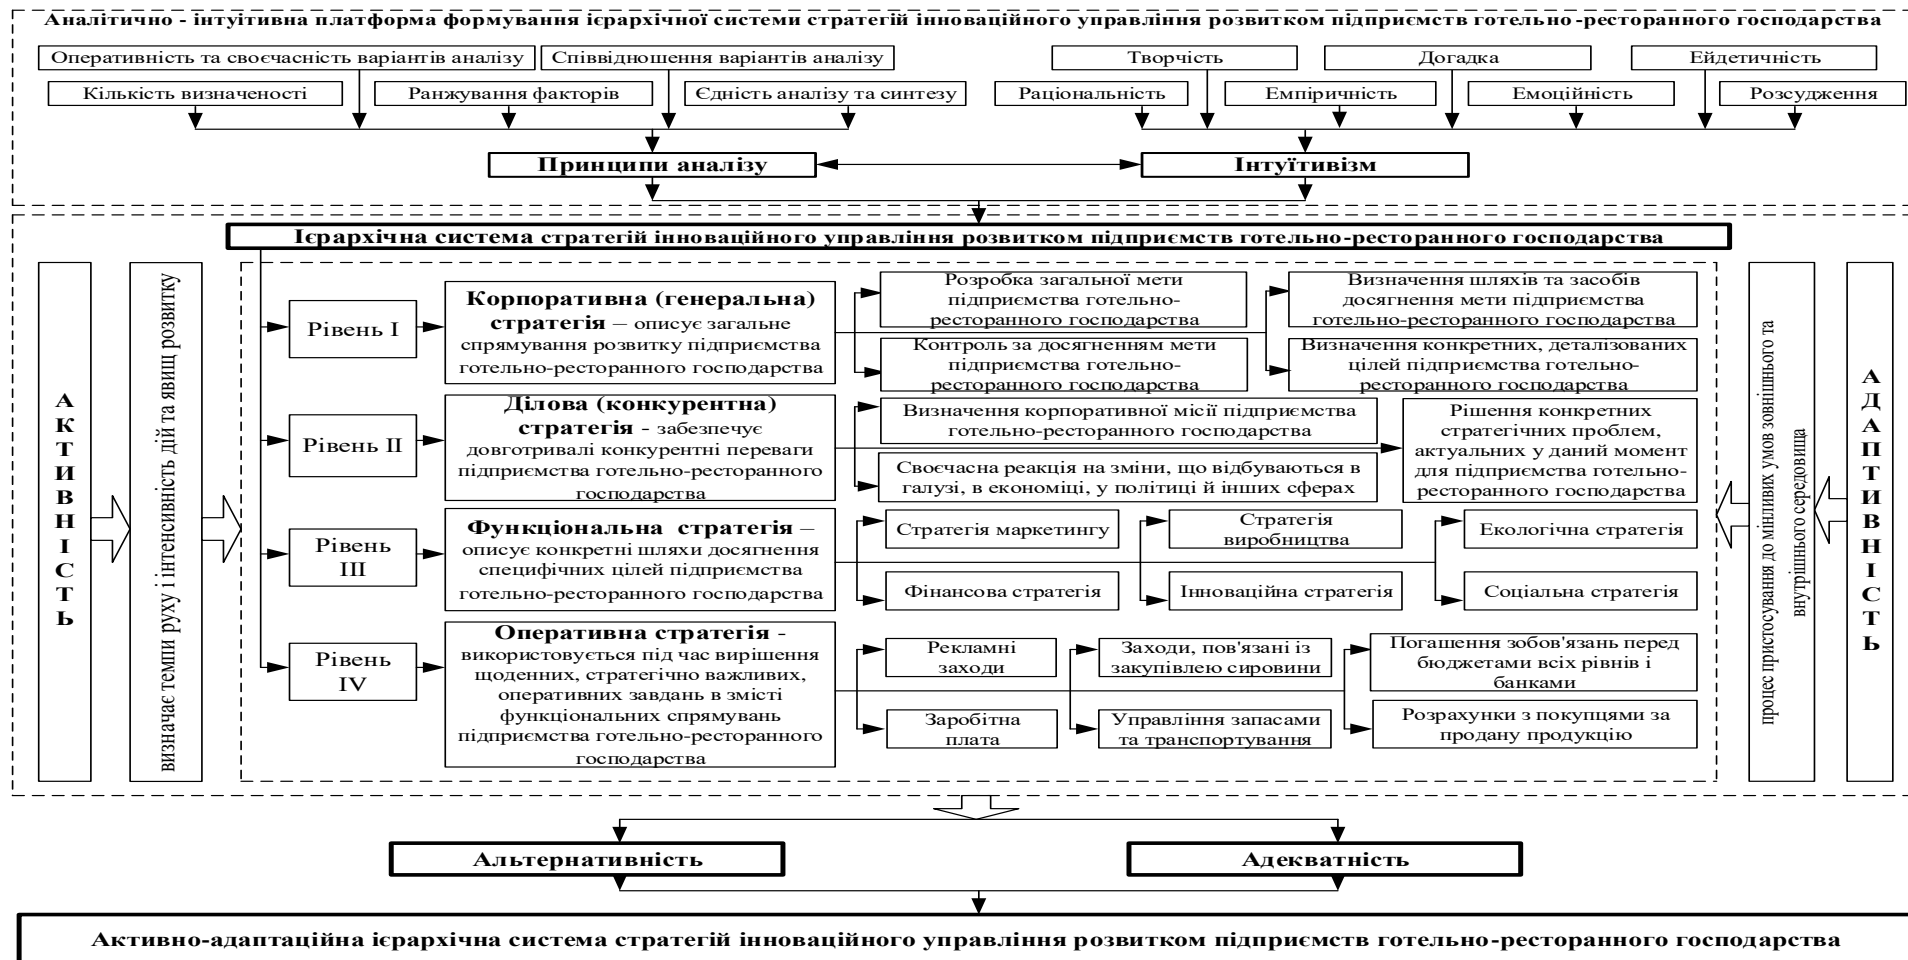 Аналітично - інтуітивна платформа формування ієрархічної системи стратегій інноваційного управління розвитком підприємств готельно-ресторанного господарства
Оперативність та своєчасність варіантів аналізу
Співвідношення варіантів аналізу
Творчість
Догадка
Ейдетичність
Кількість визначеності
Ранжування факторів
Єдність аналізу та синтезу
Раціональність
Емпіричність
Емоційність
Розсудження
Принципи аналізу
Інтуїтивізм
Ієрархічна система стратегій інноваційного управління розвитком підприємств готельно-ресторанного господарства
АКТИВНІСТЬ
визначає темпи руху і інтенсивність дій та явищ розвитку
Рівень I
Корпоративна (генеральна)
стратегія – описує загальне
спрямування розвитку підприємства
готельно-ресторанного господарства
Розробка загальної мети
підприємства готельно-
ресторанного господарства
Визначення шляхів та засобів
досягнення мети підприємства
готельно-ресторанного господарства
Контроль за досягненням мети
підприємства готельно-
ресторанного господарства
Визначення конкретних, деталізованих
цілей підприємства готельно-
ресторанного господарства
Рівень II
Ділова (конкурентна)
стратегія - забезпечує
довготривалі конкурентні переваги
підприємства готельно-ресторанного
господарства
Визначення корпоративної місії підприємства
готельно-ресторанного господарства
Своєчасна реакція на зміни, що відбуваються в
галузі, в економіці, у політиці й інших сферах
Рішення конкретних
стратегічних проблем,
актуальних у даний момент
для підприємства готельно-
ресторанного господарства
Рівень
III
Функціональна стратегія –
описує конкретні шляхи досягнення
специфічних цілей підприємства
готельно-ресторанного господарства
Стратегія маркетингу
Стратегія
виробництва
Екологічна стратегія
Фінансова стратегія
Інноваційна стратегія
Соціальна стратегія
Рівень
IV
Оперативна стратегія -
використовується під час вирішення
щоденних, стратегічно важливих,
оперативних завдань в змісті
функціональних спрямувань
підприємства готельно-ресторанного
господарства
Рекламні
заходи
Заходи, пов'язані із
закупівлею сировини
Погашення зобов'язань перед
бюджетами всіх рівнів і
банками
Заробітна
плата
Управління запасами
та транспортування
Розрахунки з покупцями за
продану продукцію
процес пристосування до мінливих умов зовнішнього та
внутрішнього середовища
АДАПТИВНІСТЬ
Альтернативність
Адекватність
Активно-адаптаційна ієрархічна система стратегій інноваційного управління розвитком підприємств готельно-ресторанного господарства